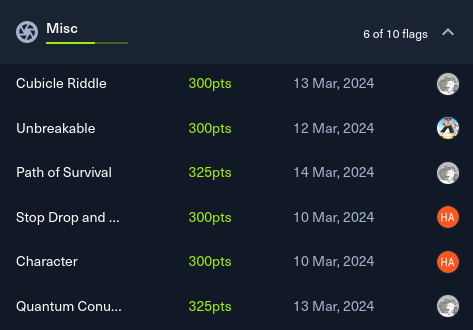 Misc 6 of 10 flags
Cubicle Riddle 300pts 13 Mar, 2024
Unbreakable 300pts 12 Mar, 2024
Path of Survival 325pts 14 Mar, 2024
Stop Drop and ... 300pts 10 Mar, 2024 HA
Character 300pts 10 Mar, 2024 HA
Quantum Conu... 325pts 13 Mar, 2024